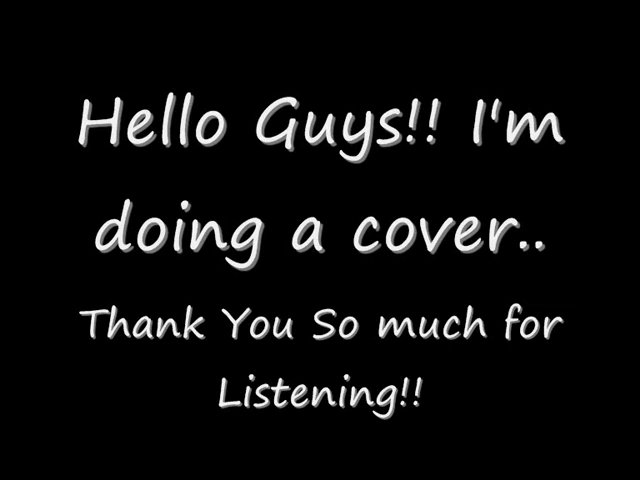 Hello Guys!! I'm
doing a cover..
Thank You So much for
Listening!!